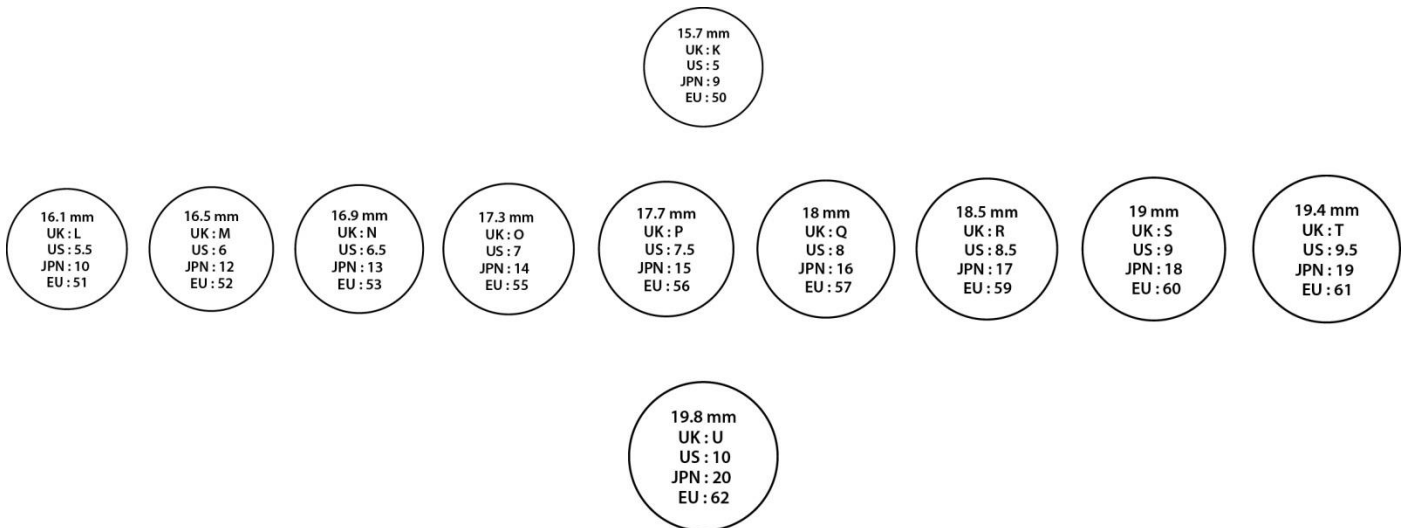 15.7 mm
UK : K
US : 5
JPN : 9
EU : 50
16.1 mm
UK : L
US : 5.5
JPN : 10
EU : 51
16.5 mm
UK : M
US : 6
JPN : 12
EU : 52
16.9 mm
UK : N
US : 6.5
JPN : 13
EU : 53
17.3 mm
UK : O
US : 7
JPN : 14
EU : 55
17.7 mm
UK : P
US : 7.5
JPN : 15
EU : 56
18 mm
UK : Q
US : 8
JPN : 16
EU : 57
18.5 mm
UK : R
US : 8.5
JPN : 17
EU : 59
19 mm
UK : S
US : 9
JPN : 18
EU : 60
19.4 mm
UK : T
US : 9.5
JPN : 19
EU : 61
19.8 mm
UK : U
US : 10
JPN : 20
EU : 62